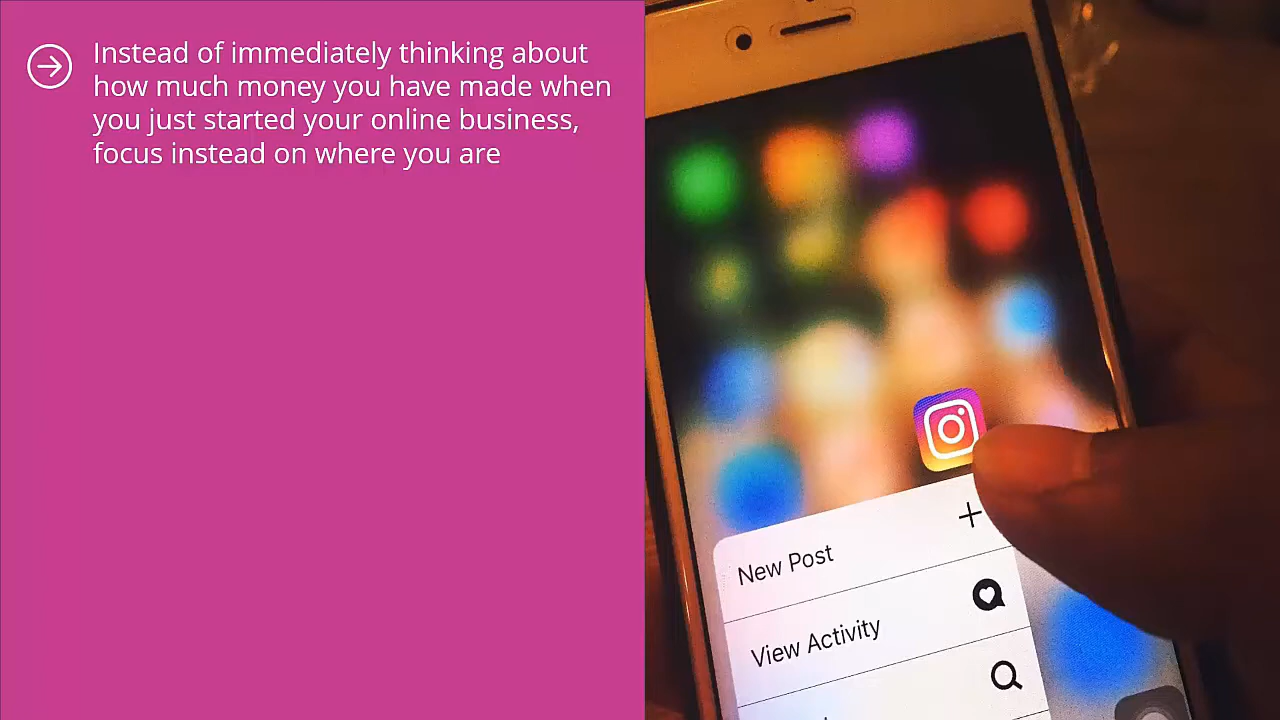 Instead of immediately thinking about
how much money you have made when
you just started your online business,
focus instead on where you are
New Post
View Activity